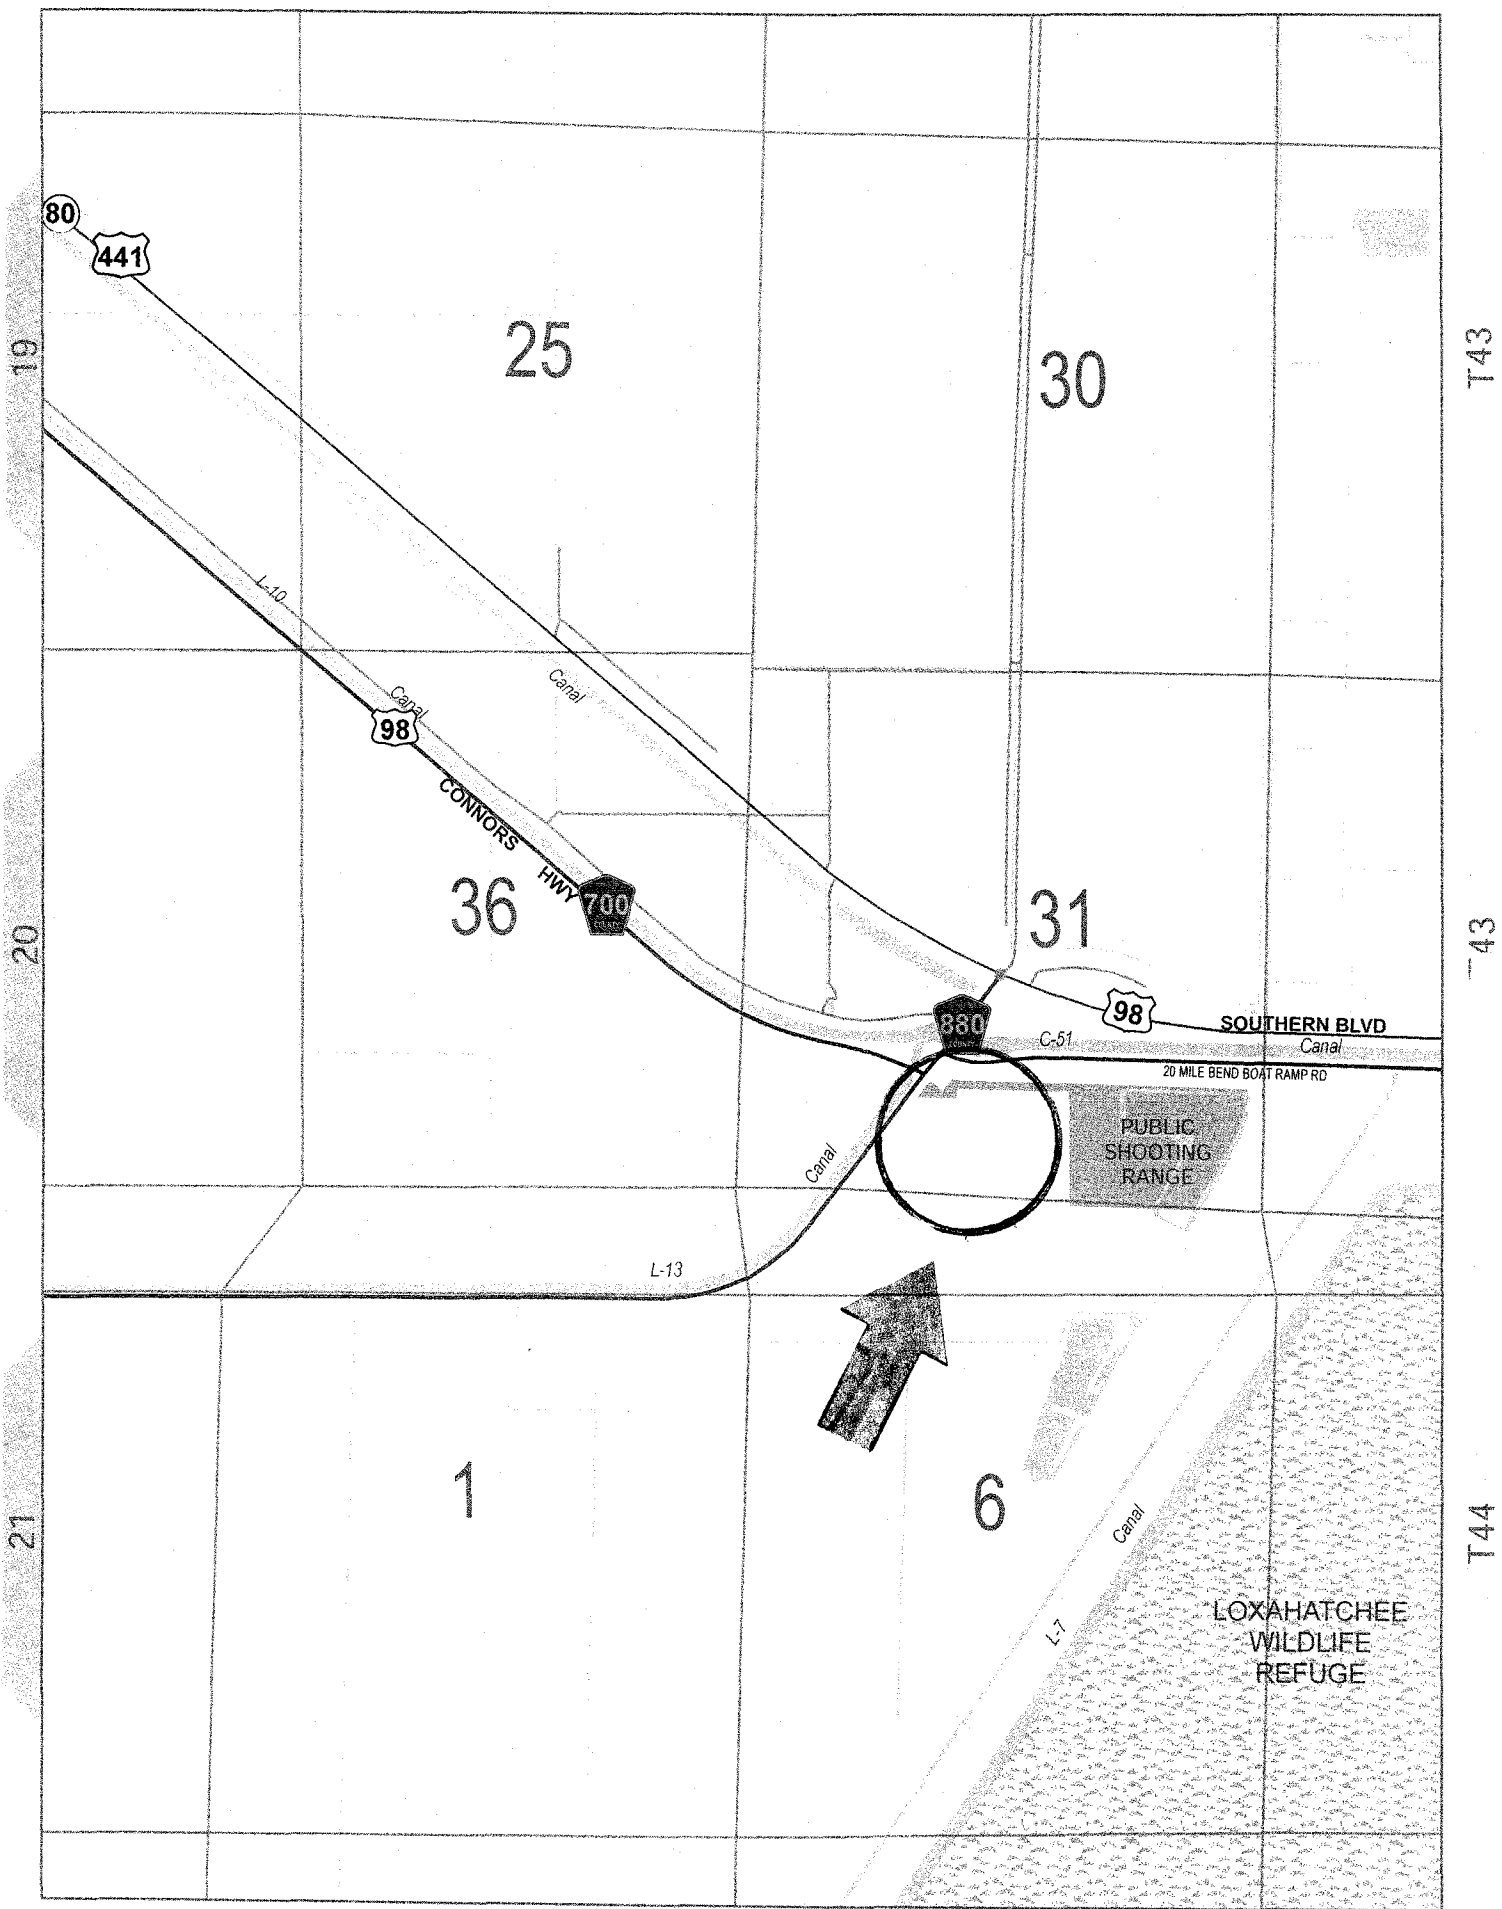 80
441
19
25
30
T43
L-10
Canal
Canal
98
CONNORS
HWY
700
36
31
20
43
880
98
SOUTHERN BLVD
C-51
Canal
20 MILE BEND BOAT RAMP RD
PUBLIC
SHOOTING
RANGE
Canal
L-13
1
6
21
T44
Canal
L-7
LOXAHATCHEE
WILDLIFE
REFUGE